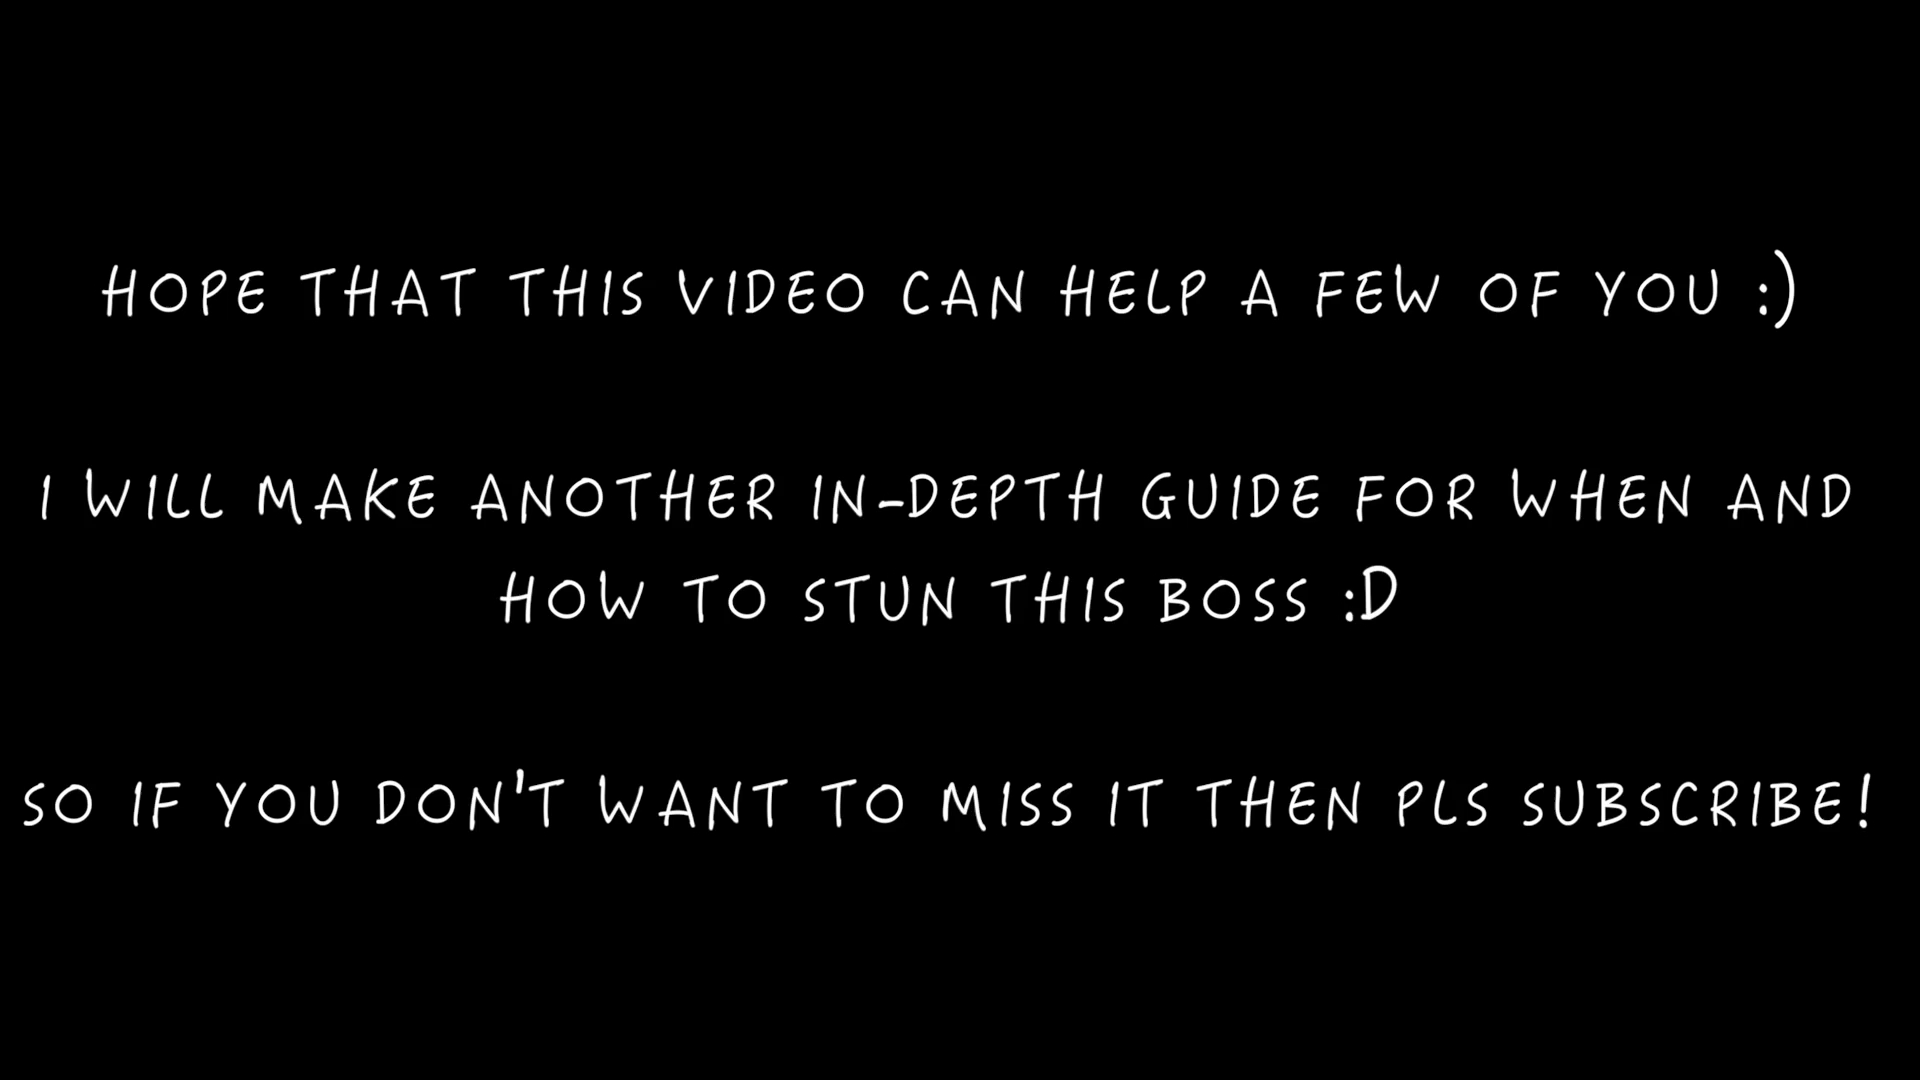 HOPE THAT THIS VIDEO CAN HELP A FEW OF YOU :)
I WILL MAKE ANOTHER IN-DEPTH GUIDE FOR WHEN AND
HOW TO STUN THIS BOSS :D
SO IF YOU DON'T WANT TO MISS IT THEN PLS SUBSCRIBE!